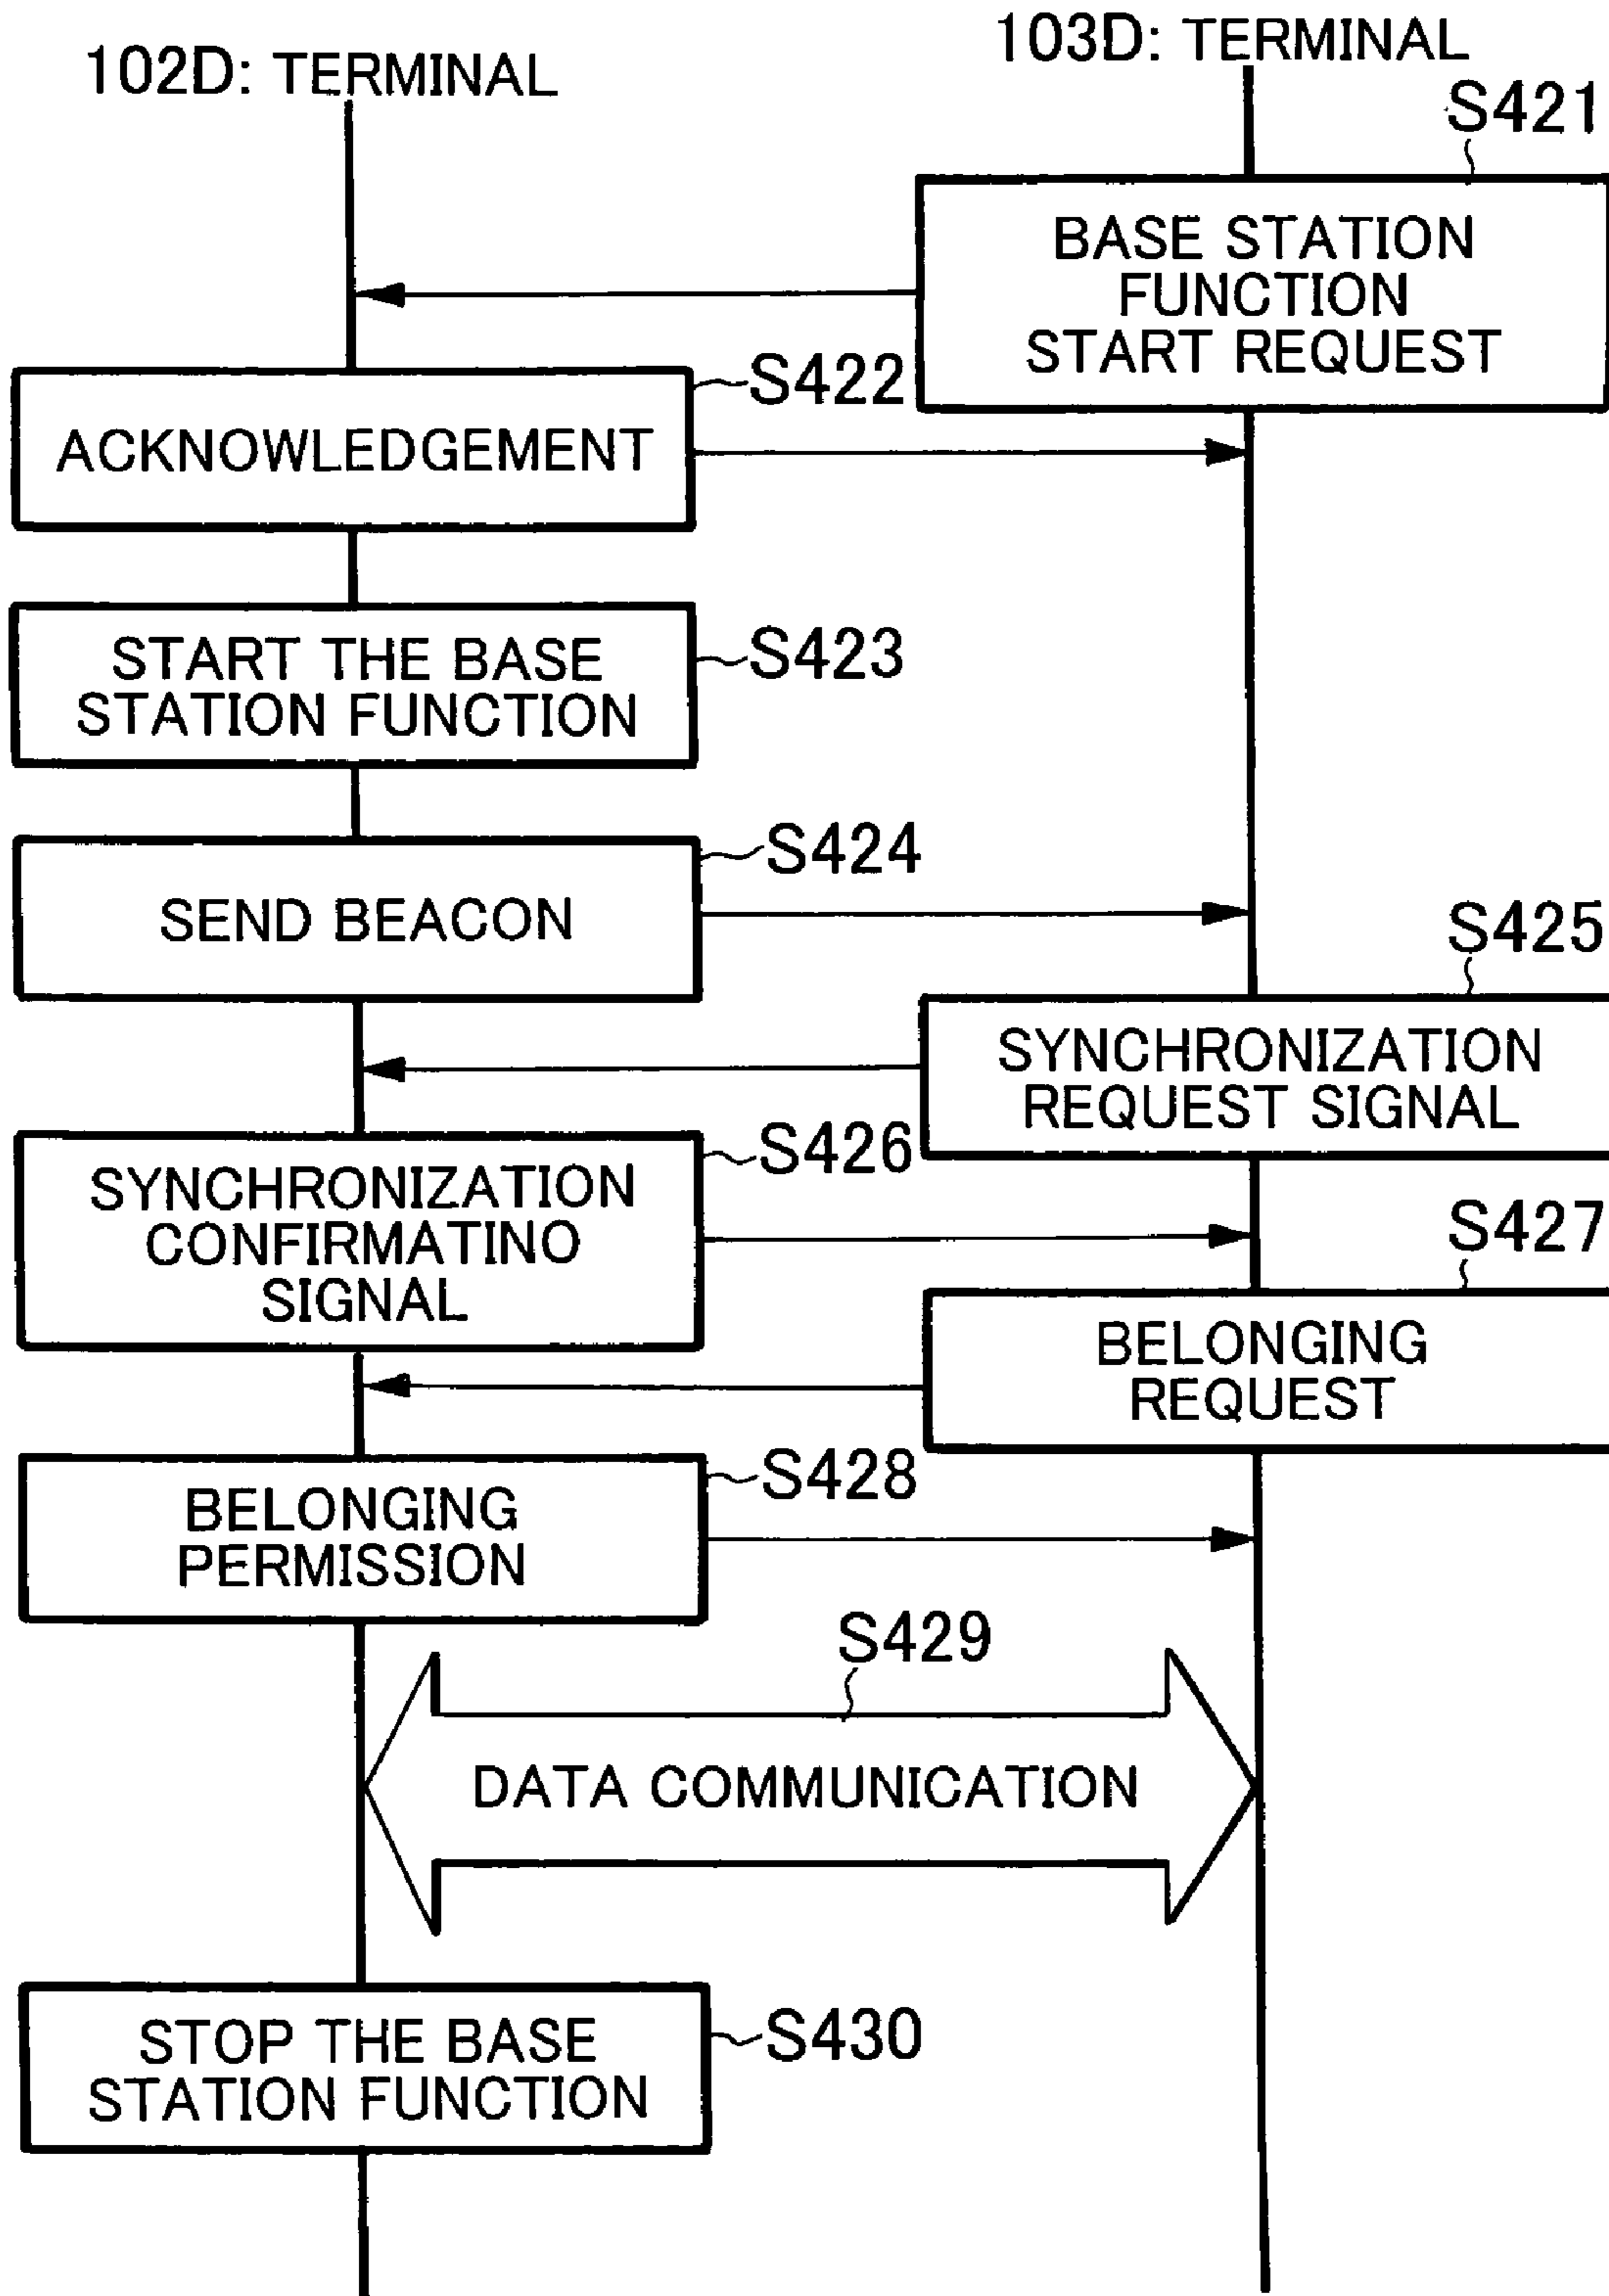 102D: TERMINAL
103D: TERMINAL
S421
BASE STATION
FUNCTION
START REQUEST
S422
ACKNOWLEDGEMENT
S423
START THE BASE
STATION FUNCTION
S424
SEND BEACON
S425
SYNCHRONIZATION
REQUEST SIGNAL
S426
SYNCHRONIZATION
CONFIRMATINO
SIGNAL
S427
BELONGING
REQUEST
S428
BELONGING
PERMISSION
S429
DATA COMMUNICATION
S430
STOP THE BASE
STATION FUNCTION